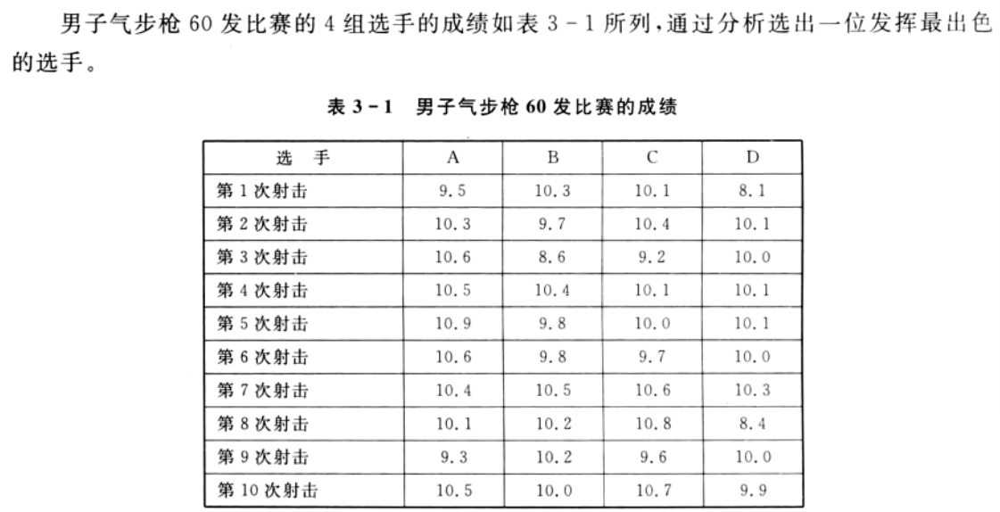 男子气步枪 60 发比赛的 4 组选手的成绩如表 3-1 所列,通过分析选出一位发挥最出色
的选手。
表 3-1 男子气步枪 60 发比赛的成绩
选 手 A B C D
第 1 次射击 9.5 10.3 10.1 8.1
第 2 次射击 10.3 9.7 10.4 10.1
第 3 次射击 10.6 8.6 9.2 10.0
第 4 次射击 10.5 10.4 10.1 10.1
第 5 次射击 10.9 9.8 10.0 10.1
第 6 次射击 10.6 9.8 9.7 10.0
第 7 次射击 10.4 10.5 10.6 10.3
第 8 次射击 10.1 10.2 10.8 8.4
第 9 次射击 9.3 10.2 9.6 10.0
第 10 次射击 10.5 10.0 10.7 9.9